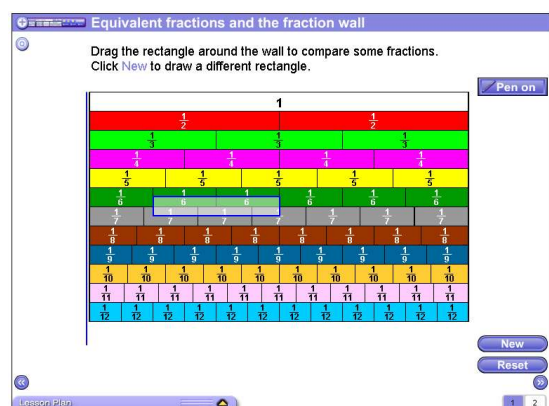 Equivalent fractions and the fraction wall
Drag the rectangle around the wall to compare some fractions.
Click New to draw a different rectangle.
Pen on
1
1/2 1/2
1/3 1/3 1/3
1/4 1/4 1/4 1/4
1/5 1/5 1/5 1/5 1/5
1/6 1/6 1/6 1/6 1/6 1/6
1/7 1/7 1/7 1/7 1/7 1/7 1/7
1/8 1/8 1/8 1/8 1/8 1/8 1/8 1/8
1/9 1/9 1/9 1/9 1/9 1/9 1/9 1/9 1/9
1/10 1/10 1/10 1/10 1/10 1/10 1/10 1/10 1/10 1/10
1/11 1/11 1/11 1/11 1/11 1/11 1/11 1/11 1/11 1/11 1/11
1/12 1/12 1/12 1/12 1/12 1/12 1/12 1/12 1/12 1/12 1/12 1/12
New
Reset
Lesson Plan
1 2